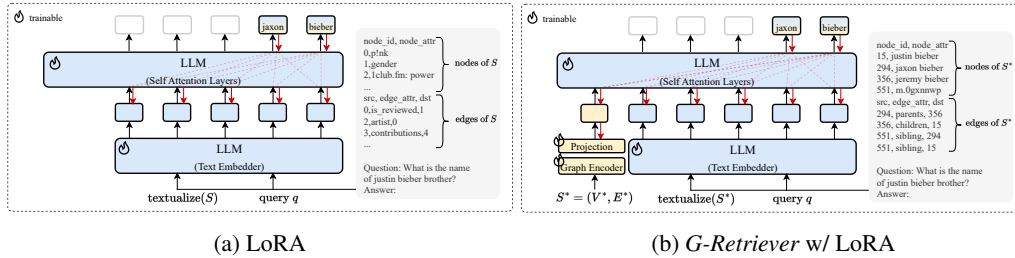 trainable
jaxon
bieber
LLM
(Self Attention Layers)
LLM
(Text Embedder)
textualize(S)
query q
node_id, node_attr
0,p!nk
1,gender
2,1club.fm: power
...
src, edge_attr, dst
0,is_reviewed,1
2,artist,0
3,contributions,4
...
Question: What is the name
of justin bieber brother?
Answer:
nodes of S
edges of S
(a) LoRA
trainable
jaxon
bieber
LLM
(Self Attention Layers)
Projection
Graph Encoder
LLM
(Text Embedder)
S* = (V*, E*)
textualize(S*)
query q
node_id, node_attr
15, justin bieber
294, jaxon bieber
356, jeremy bieber
551, m.0gxnnwp
src, edge_attr, dst
294, parents, 356
356, children, 15
551, sibling, 294
551, sibling, 15
Question: What is the name
of justin bieber brother?
Answer:
nodes of S*
edges of S*
(b) G-Retriever w/ LoRA